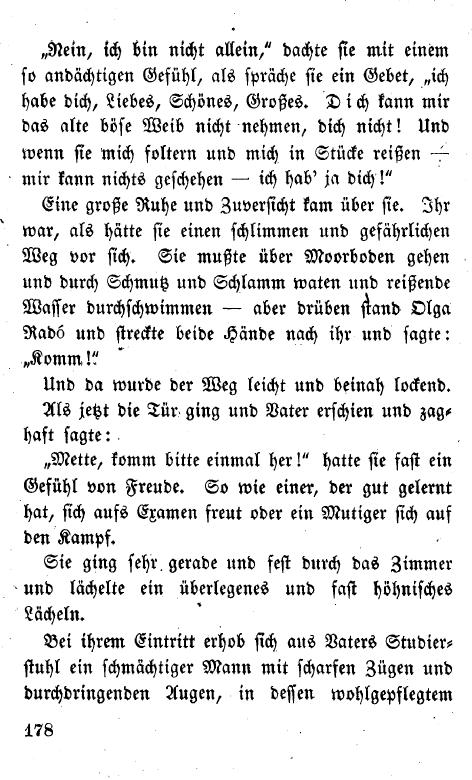 „Nein, ich bin nicht allein,“ dachte sie mit einem
so andächtigen Gefühl, als spräche sie ein Gebet, „ich
habe dich, Liebes, Schönes, Großes. Dich kann mir
das alte böse Weib nicht nehmen, dich nicht! Und
wenn sie mich foltern und mich in Stücke reißen —
mir kann nichts geschehen — ich hab' ja dich!“
Eine große Ruhe und Zuversicht kam über sie. Ihr
war, als hätte sie einen schlimmen und gefährlichen
Weg vor sich. Sie mußte über Moorboden gehen
und durch Schmutz und Schlamm waten und reißende
Wasser durchschwimmen — aber drüben stand Olga
Radó und streckte beide Hände nach ihr und sagte:
„Komm!“
Und da wurde der Weg leicht und beinah lockend.
Als jetzt die Tür ging und Vater erschien und zag-
haft sagte:
„Mette, komm bitte einmal her!“ hatte sie fast ein
Gefühl von Freude. So wie einer, der gut gelernt
hat, sich aufs Examen freut oder ein Mutiger sich auf
den Kampf.
Sie ging sehr gerade und fest durch das Zimmer
und lächelte ein überlegenes und fast höhnisches
Lächeln.
Bei ihrem Eintritt erhob sich aus Vaters Studier-
stuhl ein schmächtiger Mann mit scharfen Zügen und
durchdringenden Augen, in dessen wohlgepflegtem
178